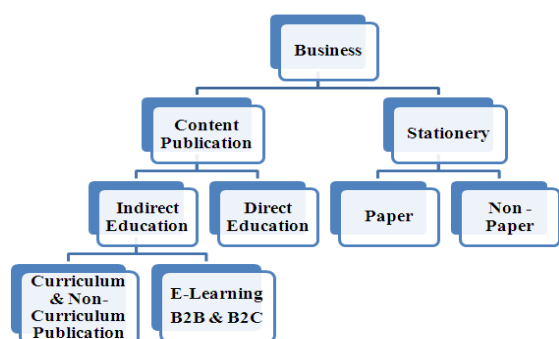 Business
Content
Publication
Stationery
Indirect
Education
Direct
Education
Paper
Non -
Paper
Curriculum
& Non-
Curriculum
Publication
E-Learning
B2B & B2C